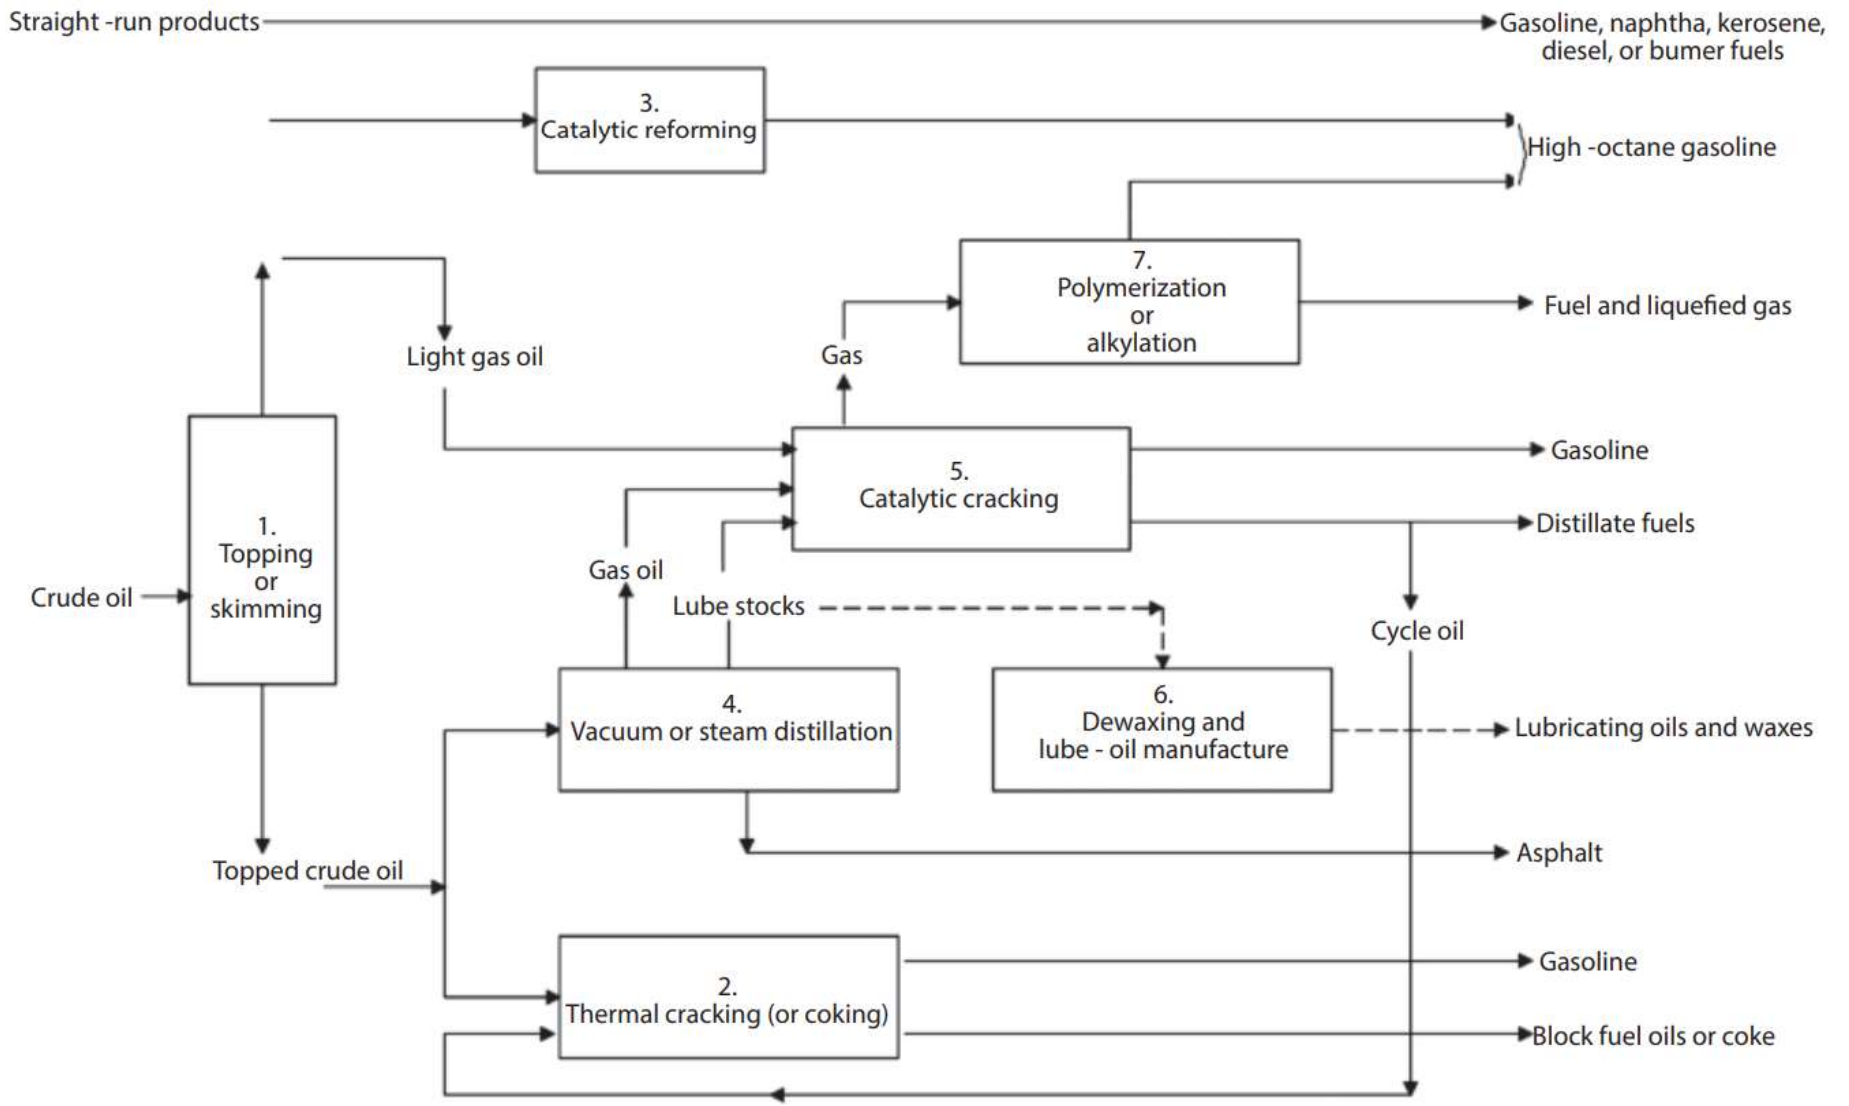 Straight -run products
Gasoline, naphtha, kerosene,
diesel, or bumer fuels
3.
Catalytic reforming
High -octane gasoline
7.
Polymerization
or
alkylation
Fuel and liquefied gas
Light gas oil
Gas
5.
Catalytic cracking
Gasoline
Distillate fuels
1.
Topping
or
skimming
Crude oil
Gas oil
Lube stocks
Cycle oil
4.
Vacuum or steam distillation
6.
Dewaxing and
lube - oil manufacture
Lubricating oils and waxes
Asphalt
Topped crude oil
2.
Thermal cracking (or coking)
Gasoline
Block fuel oils or coke